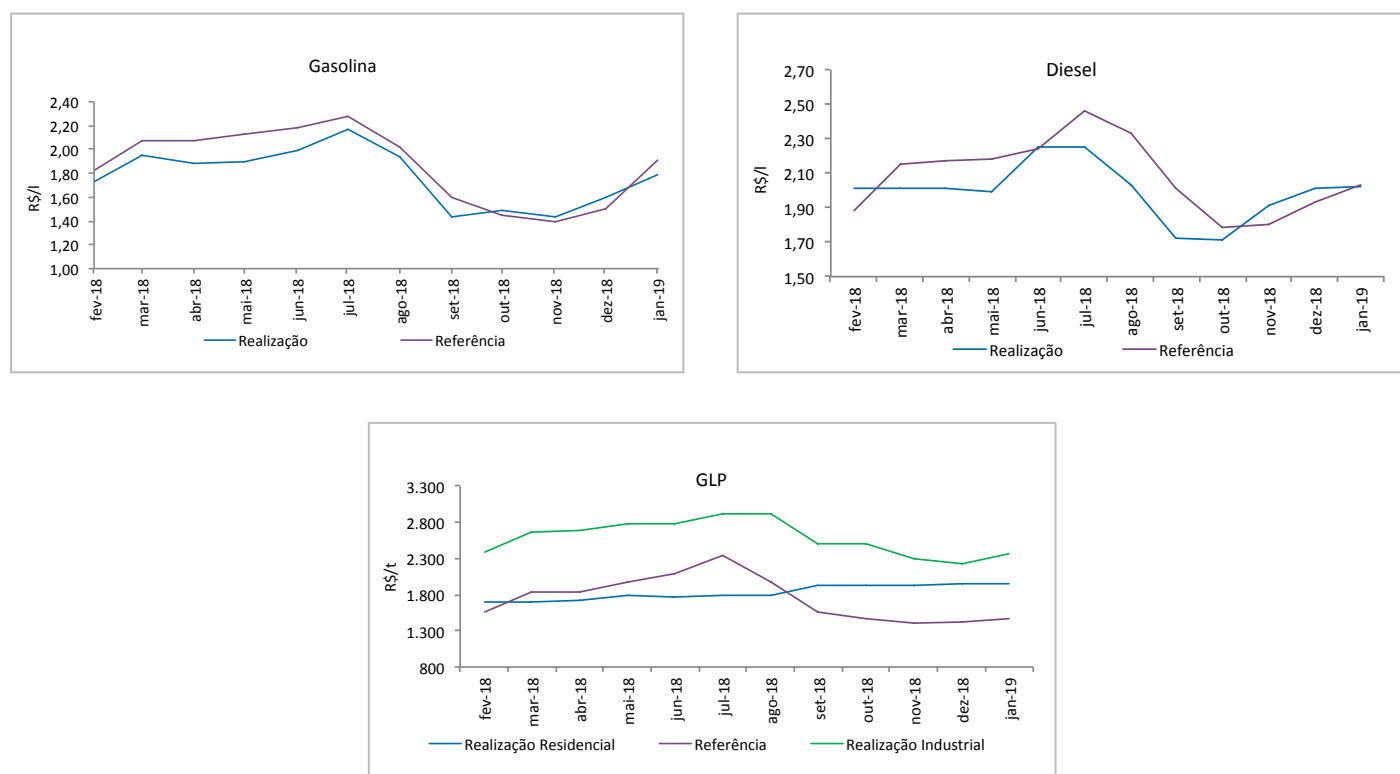 Gasolina
R$/l
2,40
2,20
2,00
1,80
1,60
1,40
1,20
1,00
fev-18
mar-18
abr-18
mai-18
jun-18
jul-18
ago-18
set-18
out-18
nov-18
dez-18
jan-19
Realização
Referência
Diesel
R$/l
2,70
2,50
2,30
2,10
1,90
1,70
1,50
fev-18
mar-18
abr-18
mai-18
jun-18
jul-18
ago-18
set-18
out-18
nov-18
dez-18
jan-19
Realização
Referência
GLP
R$/t
3.300
2.800
2.300
1.800
1.300
800
fev-18
mar-18
abr-18
mai-18
jun-18
jul-18
ago-18
set-18
out-18
nov-18
dez-18
jan-19
Realização Residencial
Referência
Realização Industrial